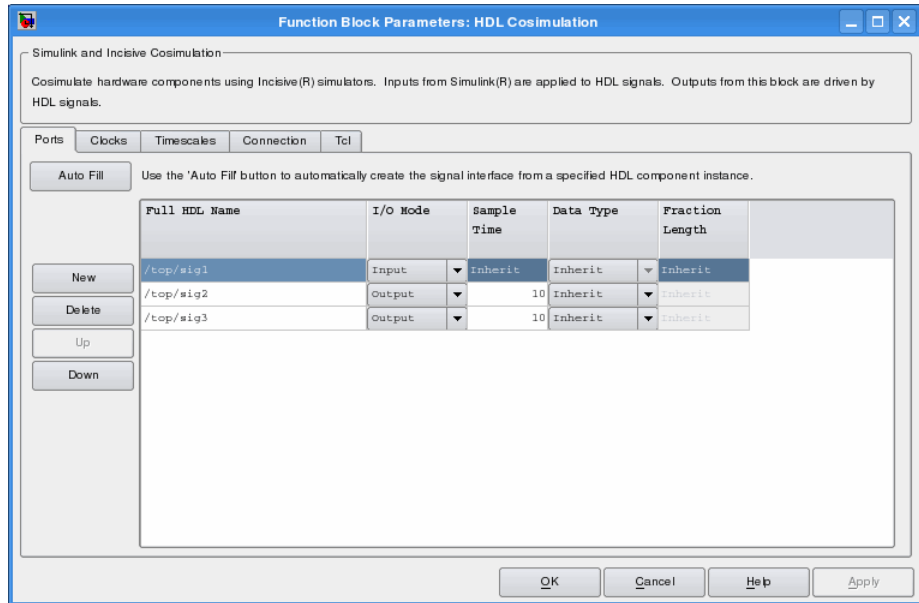 Function Block Parameters: HDL Cosimulation
Simulink and Incisive Cosimulation
Cosimulate hardware components using Incisive(R) simulators. Inputs from Simulink(R) are applied to HDL signals. Outputs from this block are driven by
HDL signals.
Ports Clocks Timescales Connection Tcl
Auto Fill Use the 'Auto Fill' button to automatically create the signal interface from a specified HDL component instance.
Full HDL Name I/O Mode Sample Data Type Fraction
Time Length
New /top/sig1 Input Inherit Inherit Inherit
/top/sig2 Output 10 Inherit Inherit
Delete /top/sig3 Output 10 Inherit Inherit
Up
Down
OK Cancel Help Apply